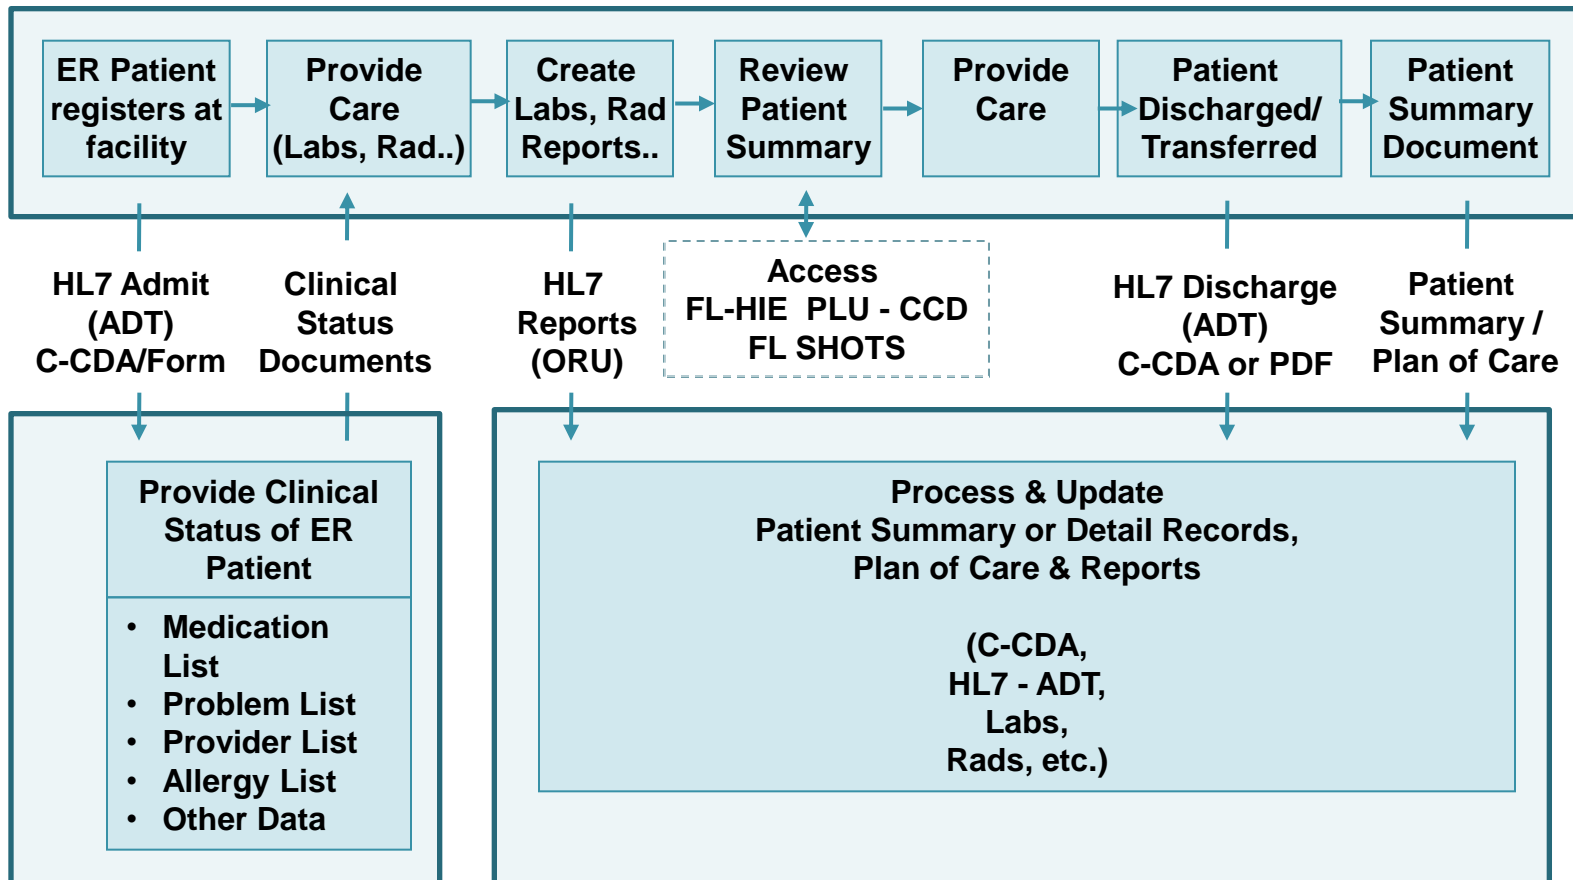 ER Patient
registers at
facility
Provide
Care
(Labs, Rad..)
Create
Labs, Rad
Reports..
Review
Patient
Summary
Provide
Care
Patient
Discharged/
Transferred
Patient
Summary
Document
HL7 Admit
(ADT)
C-CDA/Form
Clinical
Status
Documents
HL7
Reports
(ORU)
Access
FL-HIE PLU - CCD
FL SHOTS
HL7 Discharge
(ADT)
C-CDA or PDF
Patient
Summary /
Plan of Care
Provide Clinical
Status of ER
Patient
• Medication
List
• Problem List
• Provider List
• Allergy List
• Other Data
Process & Update
Patient Summary or Detail Records,
Plan of Care & Reports
(C-CDA,
HL7 - ADT,
Labs,
Rads, etc.)